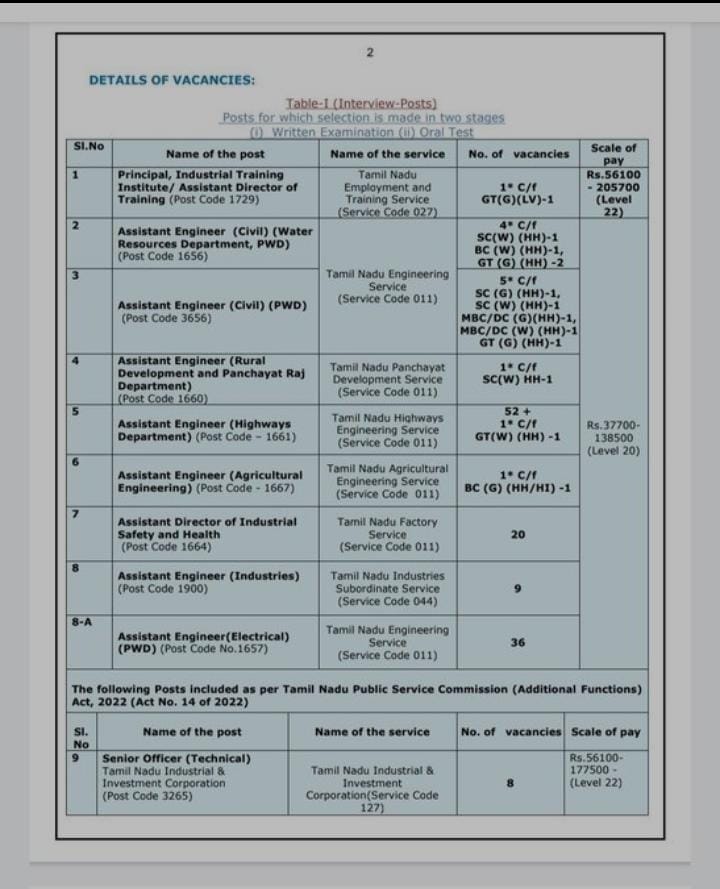 2
DETAILS OF VACANCIES:
Table-I (Interview-Posts)
Posts for which selection is made in two stages
(i) Written Examination (ii) Oral Test
Sl.No
Name of the post
Name of the service
No. of vacancies
Scale of
pay
1
Principal, Industrial Training
Institute/ Assistant Director of
Training (Post Code 1729)
Tamil Nadu
Employment and
Training Service
(Service Code 027)
1* C/f
GT(G)(LV)-1
Rs.56100
- 205700
(Level
22)
2
Assistant Engineer (Civil) (Water
Resources Department, PWD)
(Post Code 1656)
Tamil Nadu Engineering
Service
(Service Code 011)
4* C/f
SC(W) (HH)-1
BC (W) (HH)-1,
GT (G) (HH) -2
Rs.37700-
138500
(Level 20)
3
Assistant Engineer (Civil) (PWD)
(Post Code 3656)
5* C/f
SC (G) (HH)-1,
SC (W) (HH)-1
MBC/DC (G)(HH)-1,
MBC/DC (W) (HH)-1
GT (G) (HH)-1
4
Assistant Engineer (Rural
Development and Panchayat Raj
Department)
(Post Code 1660)
Tamil Nadu Panchayat
Development Service
(Service Code 011)
1* C/f
SC(W) HH-1
5
Assistant Engineer (Highways
Department) (Post Code – 1661)
Tamil Nadu Highways
Engineering Service
(Service Code 011)
52 +
1* C/f
GT(W) (HH) -1
6
Assistant Engineer (Agricultural
Engineering) (Post Code - 1667)
Tamil Nadu Agricultural
Engineering Service
(Service Code 011)
1* C/f
BC (G) (HH/HI) -1
7
Assistant Director of Industrial
Safety and Health
(Post Code 1664)
Tamil Nadu Factory
Service
(Service Code 011)
20
8
Assistant Engineer (Industries)
(Post Code 1900)
Tamil Nadu Industries
Subordinate Service
(Service Code 044)
9
8-A
Assistant Engineer(Electrical)
(PWD) (Post Code No.1657)
Tamil Nadu Engineering
Service
(Service Code 011)
36
The following Posts included as per Tamil Nadu Public Service Commission (Additional Functions)
Act, 2022 (Act No. 14 of 2022)
Sl.
No
Name of the post
Name of the service
No. of vacancies
Scale of pay
9
Senior Officer (Technical)
Tamil Nadu Industrial &
Investment Corporation
(Post Code 3265)
Tamil Nadu Industrial &
Investment
Corporation(Service Code
127)
8
Rs.56100-
177500 -
(Level 22)